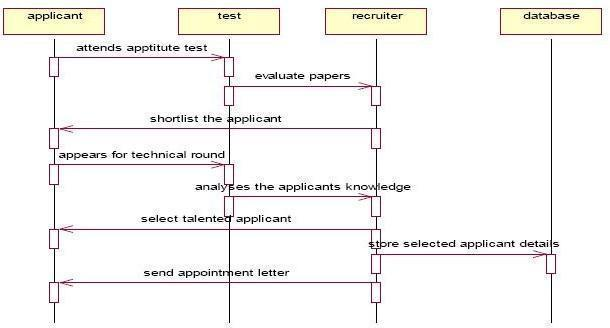 applicant
test
recruiter
database
attends apptitute test
evaluate papers
shortlist the applicant
appears for technical round
analyses the applicants knowledge
select talented applicant
store selected applicant details
send appointment letter